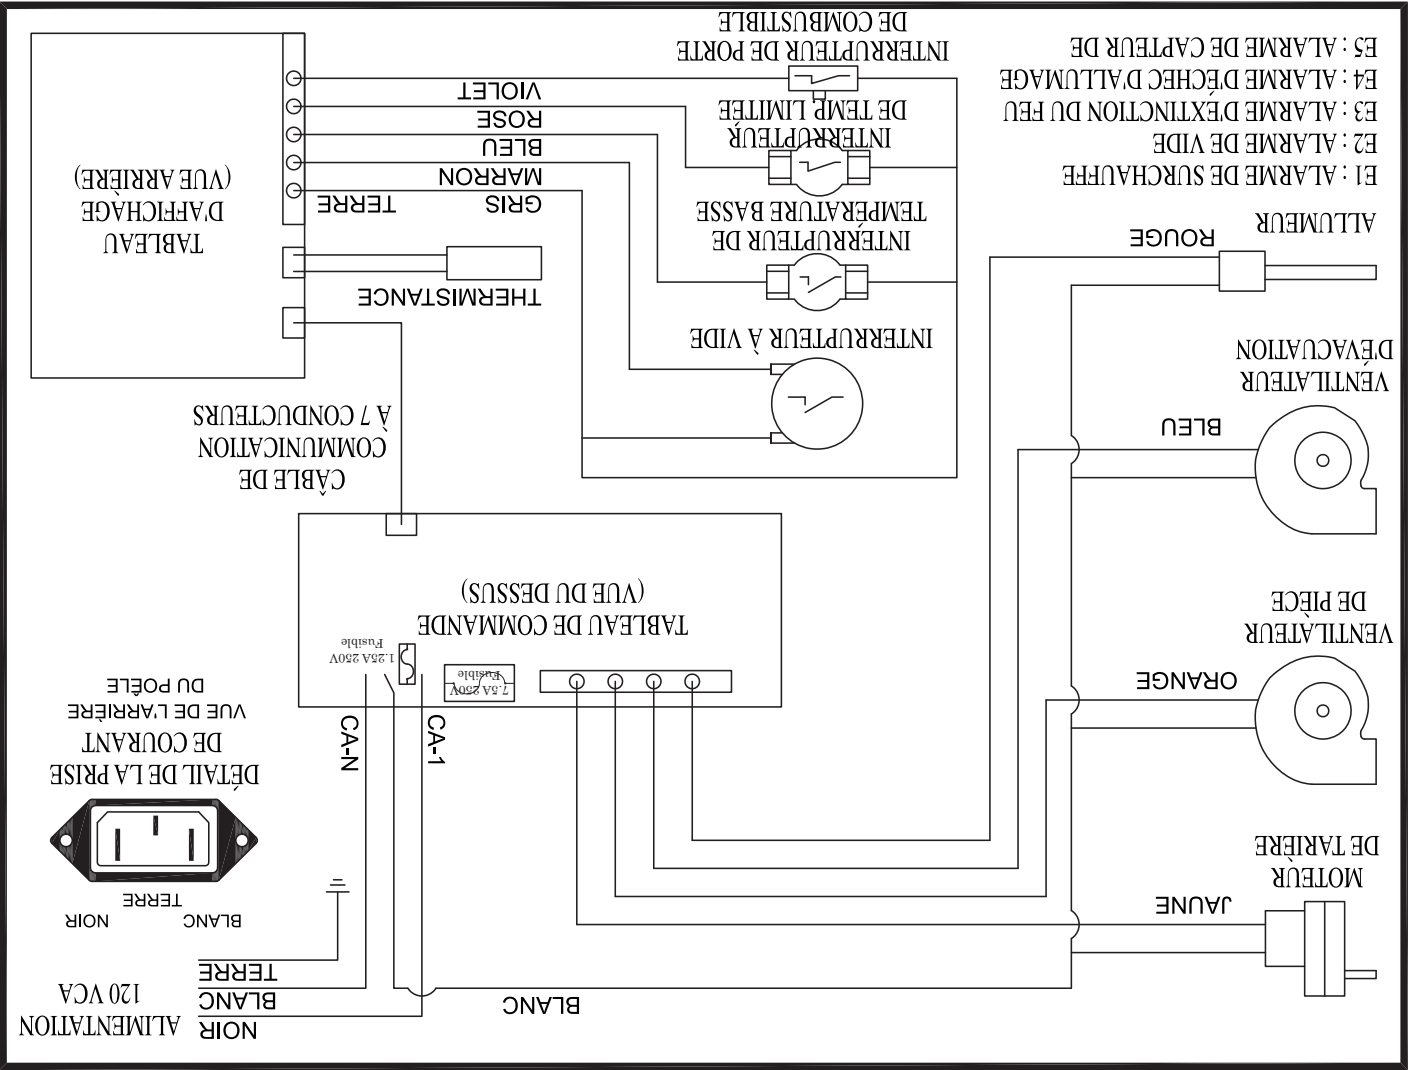 BLANC
NOIR
BLANC
TERRE
ALIMENTATION
120 VCA
JAUNE
MOTEUR
DE TARIÈRE
BLANC
NOIR
TERRE
DÉTAIL DE LA PRISE
DE COURANT
VUE DE L'ARRIÈRE
DU POÊLE
CA-1
CA-N
ORANGE
VENTILATEUR
DE PIÈCE
7.5A 250V
Fusible
1.25A 250V
Fusible
TABLEAU DE COMMANDE
(VUE DU DESSUS)
BLEU
VENTILATEUR
D'ÉVACUATION
CÂBLE DE
COMMUNICATION
À 7 CONDUCTEURS
INTERRUPTEUR À VIDE
THERMISTANCE
ROUGE
ALLUMEUR
INTERRUPTEUR DE
TEMPÉRATURE BASSE
GRIS
TERRE
MARRON
BLEU
ROSE
VIOLET
TABLEAU
D'AFFICHAGE
(VUE ARRIÈRE)
INTERRUPTEUR
DE TEMP LIMITÉE
INTERRUPTEUR DE PORTE
DE COMBUSTIBLE
E1 : ALARME DE SURCHAUFFE
E2 : ALARME DE VIDE
E3 : ALARME D'EXTINCTION DU FEU
E4 : ALARME D'ÉCHEC D'ALLUMAGE
E5 : ALARME DE CAPTEUR DE